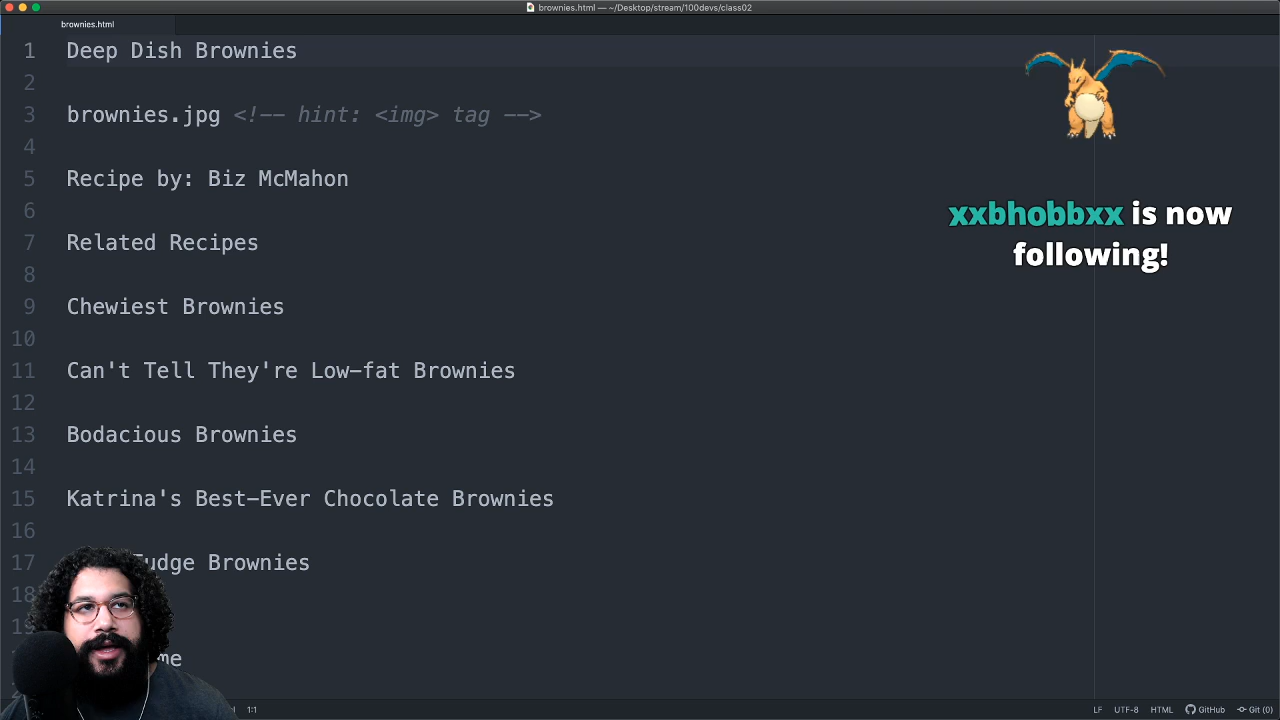 brownies.html — ~/Desktop/stream/100devs/class02
brownies.html
1 Deep Dish Brownies
2
3 brownies.jpg <!-- hint: <img> tag -->
4
5 Recipe by: Biz McMahon
6
7 Related Recipes
8
9 Chewiest Brownies
10
11 Can't Tell They're Low-fat Brownies
12
13 Bodacious Brownies
14
15 Katrina's Best-Ever Chocolate Brownies
16
17 Fudge Brownies
18
xxbhobbxx is now
following!
1:1
LF UTF-8 HTML GitHub Git (0)